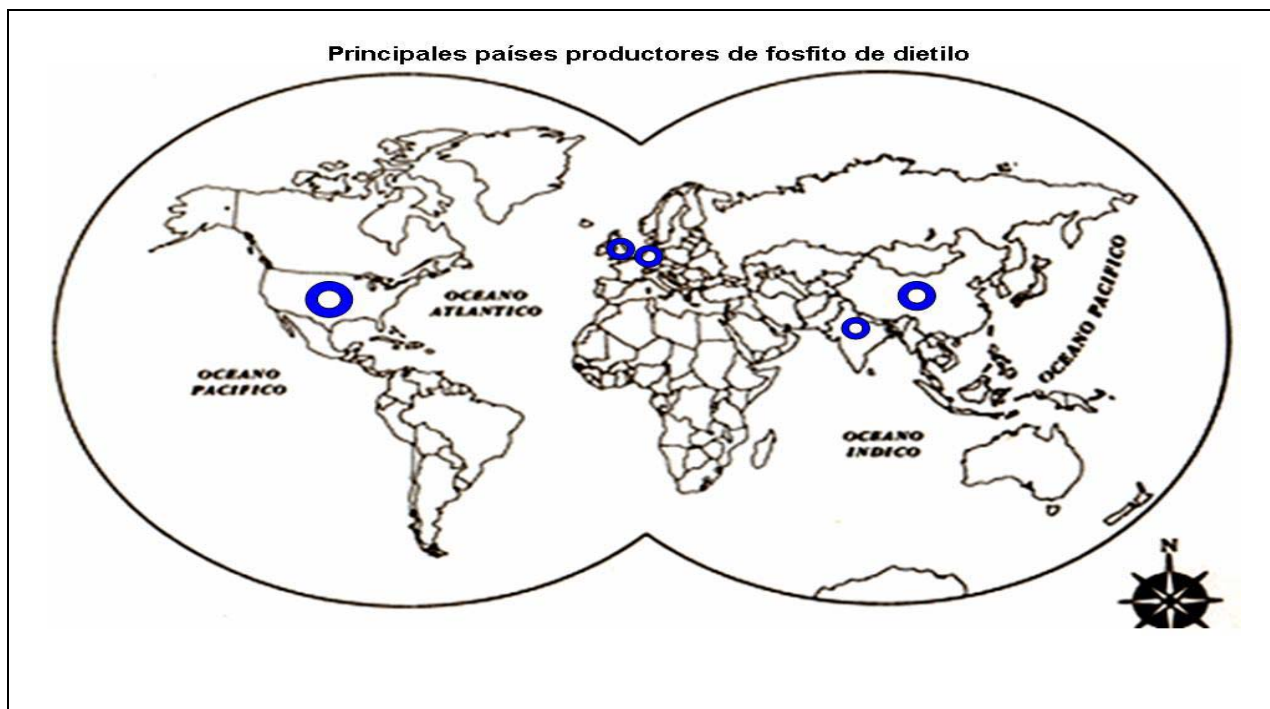 Principales países productores de fosfito de dietilo
OCEANO
ATLANTICO
OCEANO
PACIFICO
OCEANO PACIFICO
OCEANO
INDICO
N